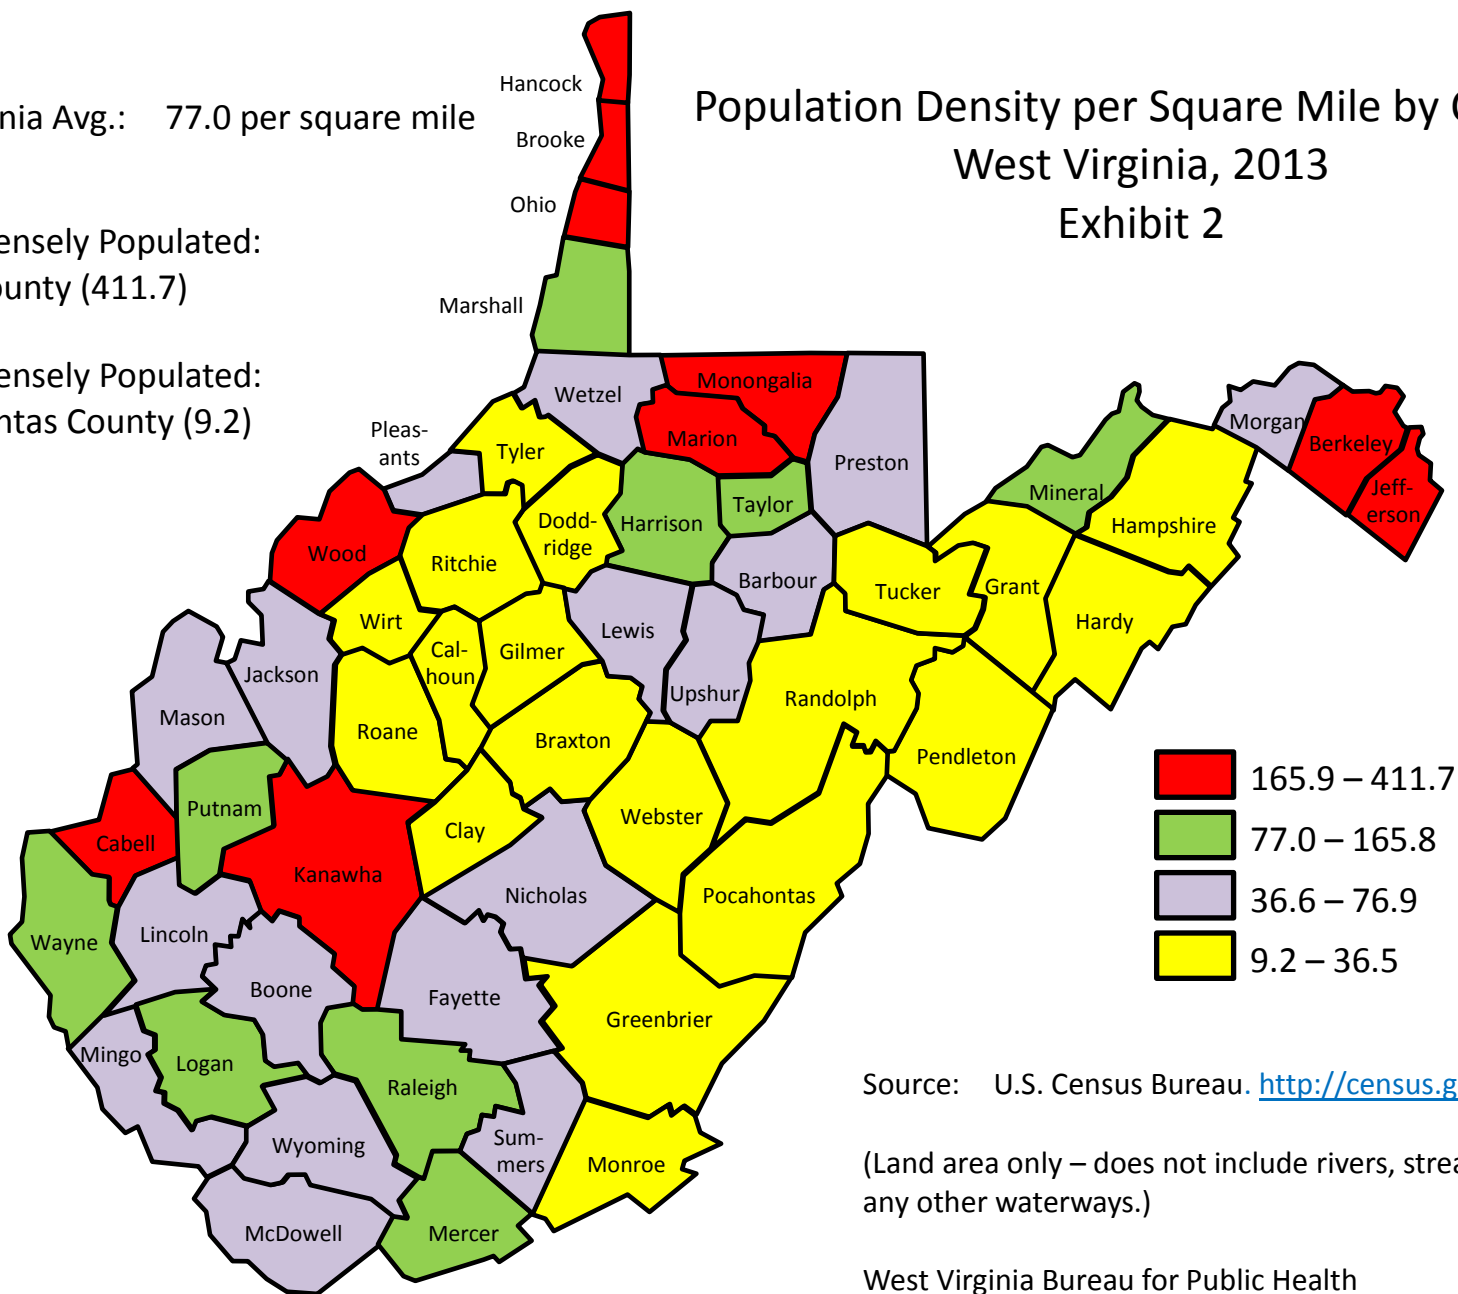 Population Density per Square Mile by
West Virginia, 2013
Exhibit 2
Avg.: 77.0 per square mile
Populated:
(411.7)
Populated:
County (9.2)
Hancock
Brooke
Ohio
Marshall
Wetzel
Monongalia
Marion
Preston
Morgan
Berkeley
Jeff-
erson
Pleas-
ants
Tyler
Mineral
Hampshire
Wood
Ritchie
Dodd-
ridge
Harrison
Taylor
Barbour
Tucker
Grant
Hardy
Wirt
Cal-
houn
Gilmer
Lewis
Upshur
Randolph
Jackson
Mason
Roane
Braxton
Pendleton
Putnam
Cabell
Clay
Webster
Kanawha
Nicholas
Pocahontas
Wayne
Lincoln
Boone
Fayette
Greenbrier
Mingo
Logan
Raleigh
Wyoming
Sum-
mers
Monroe
McDowell
Mercer
165.9 – 411.7
77.0 – 165.8
36.6 – 76.9
9.2 – 36.5
Source: U.S. Census Bureau. http://census.g
(Land area only – does not include rivers,
any other waterways.)
West Virginia Bureau for Public Health